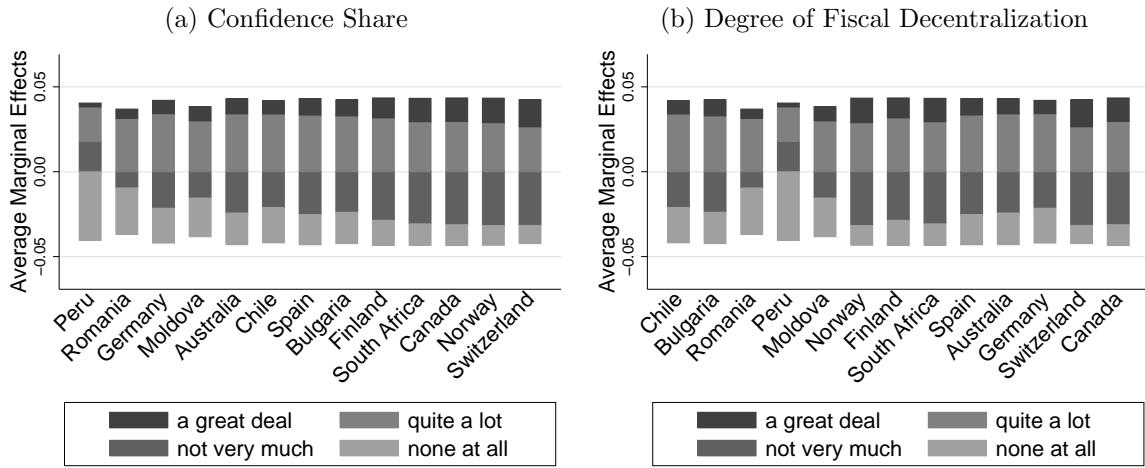 (a) Confidence Share
Average Marginal Effects
0.05
0.00
−0.05
Peru
Romania
Germany
Moldova
Australia
Chile
Spain
Bulgaria
Finland
South Africa
Canada
Norway
Switzerland
a great deal quite a lot
not very much none at all
(b) Degree of Fiscal Decentralization
Average Marginal Effects
0.05
0.00
−0.05
Chile
Bulgaria
Romania
Peru
Moldova
Norway
Finland
South Africa
Spain
Australia
Germany
Switzerland
Canada
a great deal quite a lot
not very much none at all